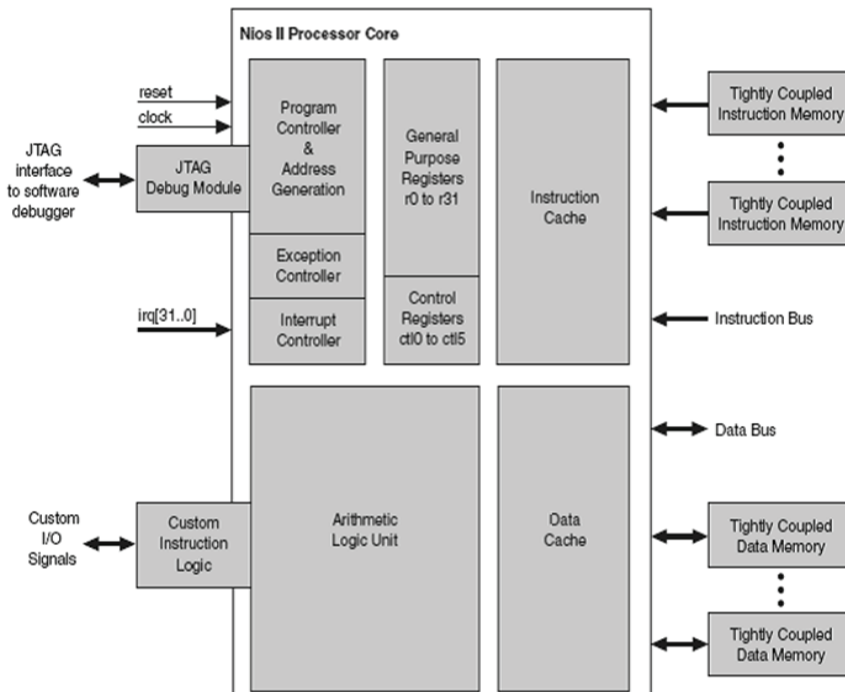 Nios II Processor Core
reset
clock
JTAG
interface
to software
debugger
JTAG
Debug Module
Program
Controller
&
Address
Generation
Exception
Controller
irq[31..0]
Interrupt
Controller
General
Purpose
Registers
r0 to r31
Control
Registers
ctl0 to ctl5
Instruction
Cache
Tightly Coupled
Instruction Memory
Tightly Coupled
Instruction Memory
Instruction Bus
Data Bus
Custom
I/O
Signals
Custom
Instruction
Logic
Arithmetic
Logic Unit
Data
Cache
Tightly Coupled
Data Memory
Tightly Coupled
Data Memory